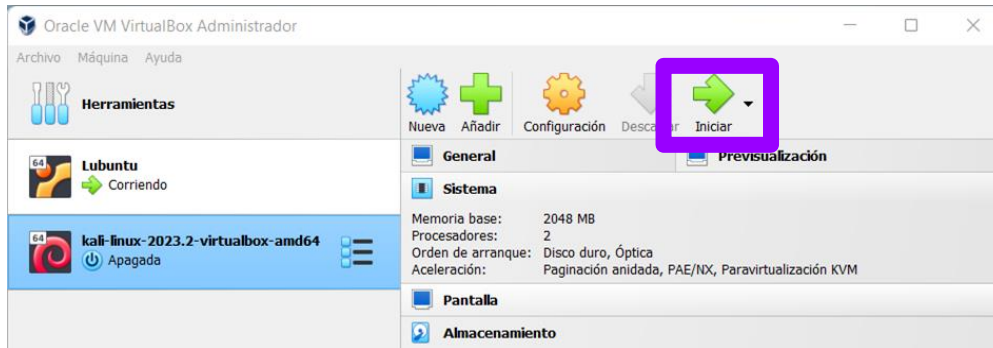 Oracle VM VirtualBox Administrador
Archivo Máquina Ayuda
Herramientas
Nueva Añadir Configuración Iniciar
64
Lubuntu
Corriendo
64
kali-linux-2023.2-virtualbox-amd64
Apagada
General
Previsualización
Sistema
Memoria base: 2048 MB
Procesadores: 2
Orden de arranque: Disco duro, Óptica
Aceleración: Paginación anidada, PAE/NX, Paravirtualización KVM
Pantalla
Almacenamiento